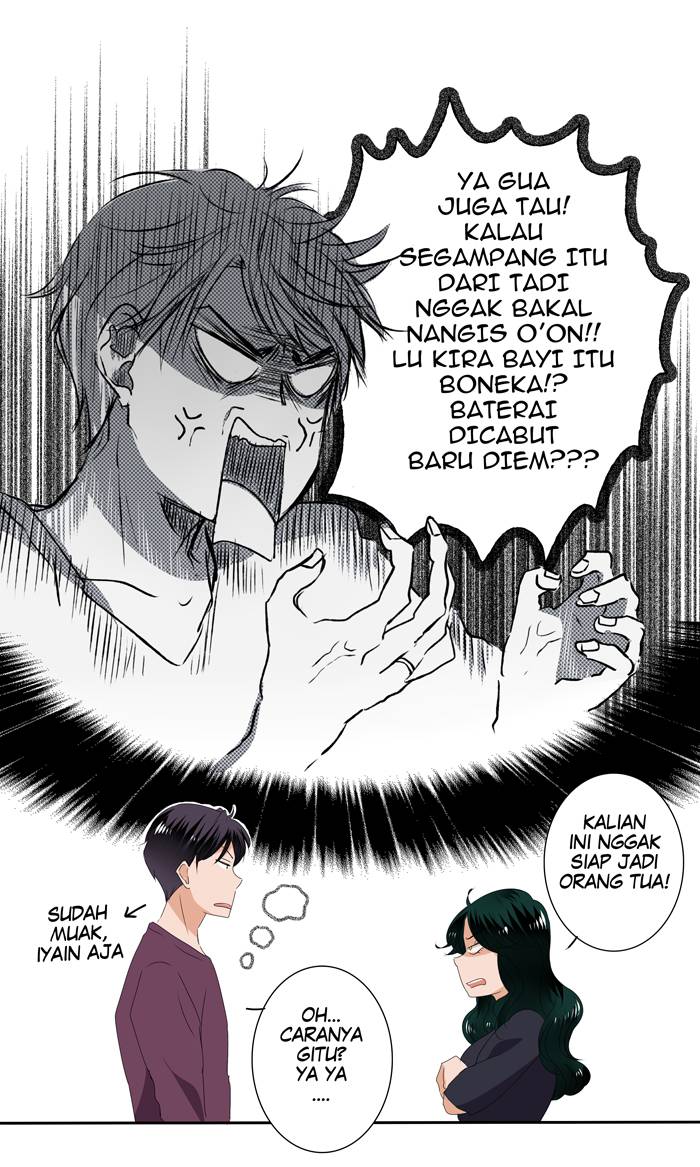 YA GUA
JUGA TAU!
KALAU
SEGAMPANG ITU
DARI TADI
NGGAK BAKAL
NANGIS O'ON!!
LU KIRA BAYI ITU
BONEKA!?
BATERAI
DICABUT
BARU DIEM???
KALIAN
INI NGGAK
SIAP JADI
ORANG TUA!
SUDAH
MUAK,
IYAIN AJA
OH...
CARANYA
GITU?
YA YA
....